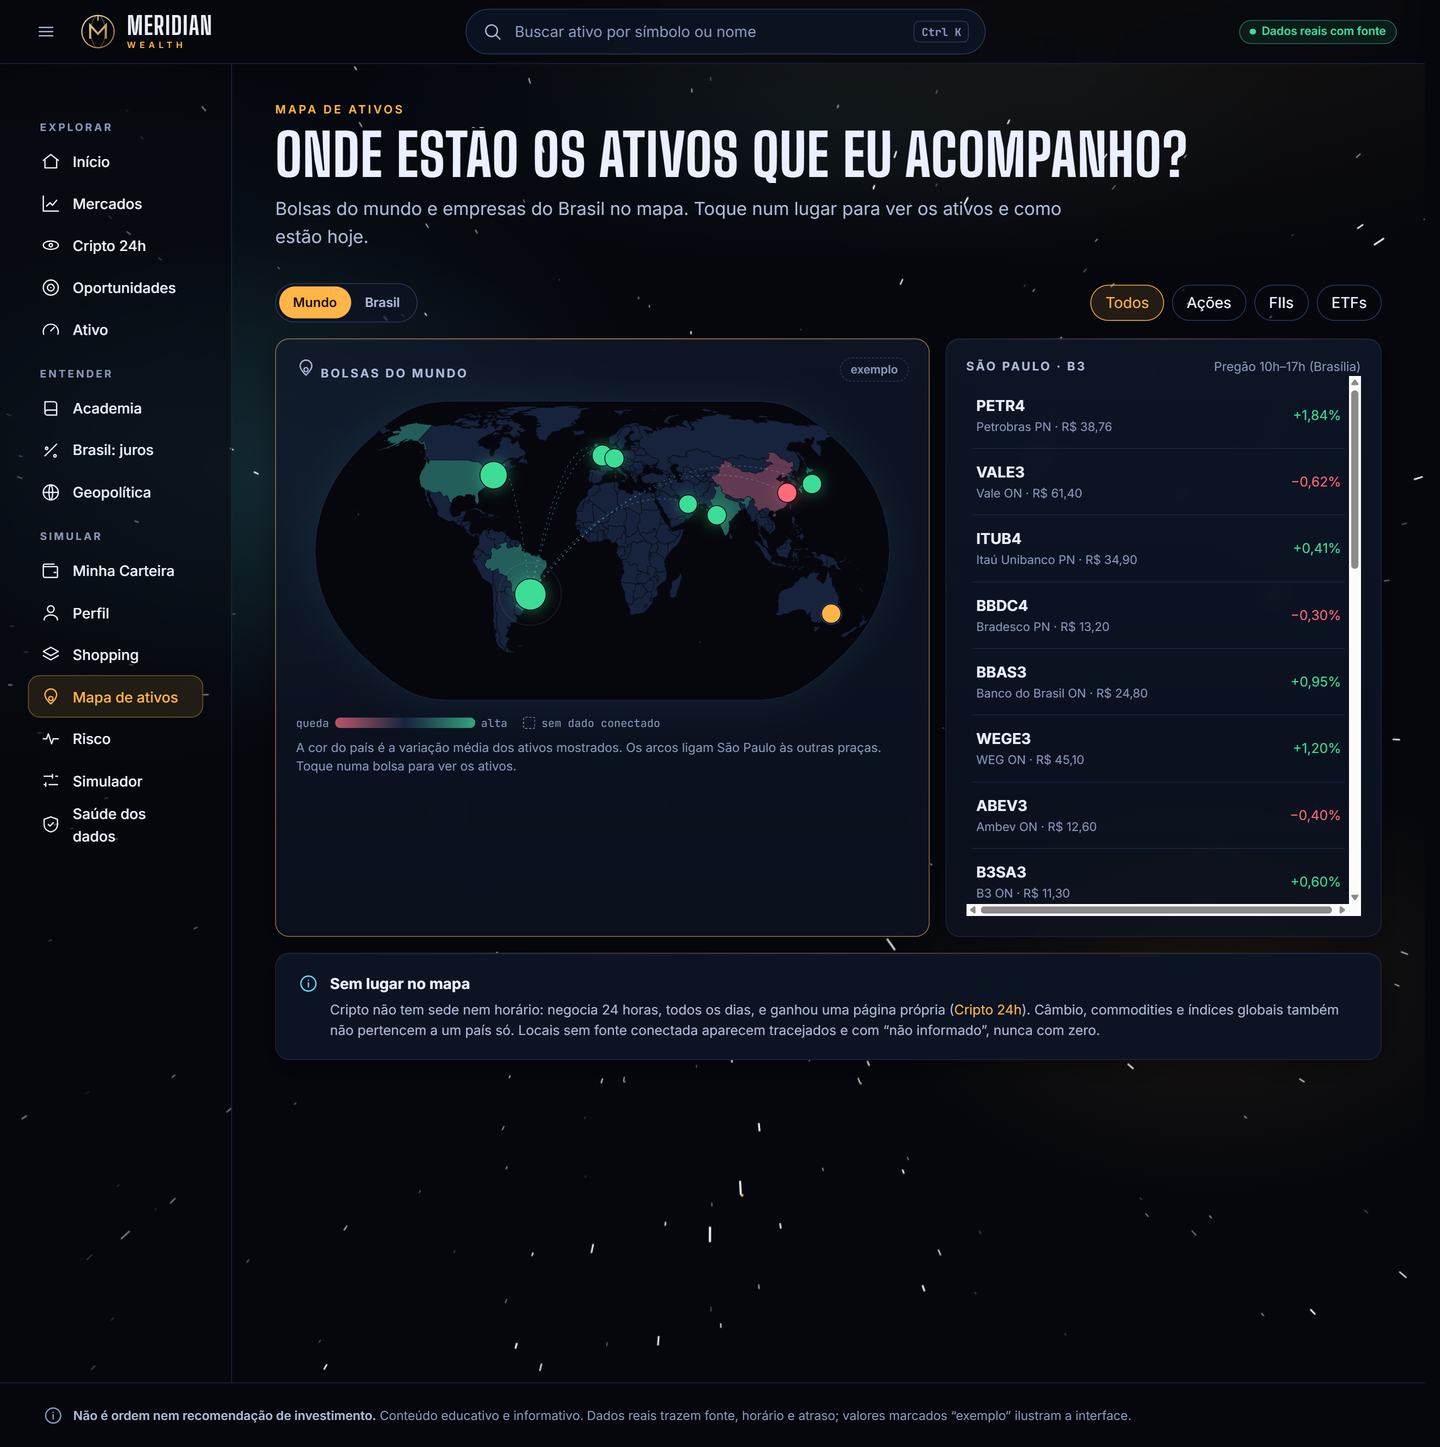 MERIDIAN
WEALTH
Buscar ativo por símbolo ou nome
Ctrl K
Dados reais com fonte
EXPLORAR
Início
Mercados
Cripto 24h
Oportunidades
Ativo
ENTENDER
Academia
Brasil: juros
Geopolítica
SIMULAR
Minha Carteira
Perfil
Shopping
Mapa de ativos
Risco
Simulador
Saúde dos
dados
MAPA DE ATIVOS
ONDE ESTÃO OS ATIVOS QUE EU ACOMPANHO?
Bolsas do mundo e empresas do Brasil no mapa. Toque num lugar para ver os ativos e como
estão hoje.
Mundo
Brasil
Todos
Ações
FIIs
ETFs
BOLSAS DO MUNDO
exemplo
queda
alta
sem dado conectado
A cor do país é a variação média dos ativos mostrados. Os arcos ligam São Paulo às outras praças.
Toque numa bolsa para ver os ativos.
SÃO PAULO · B3
Pregão 10h–17h (Brasília)
PETR4
Petrobras PN · R$ 38,76
+1,84%
VALE3
Vale ON · R$ 61,40
−0,62%
ITUB4
Itaú Unibanco PN · R$ 34,90
+0,41%
BBDC4
Bradesco PN · R$ 13,20
−0,30%
BBAS3
Banco do Brasil ON · R$ 24,80
+0,95%
WEGE3
WEG ON · R$ 45,10
+1,20%
ABEV3
Ambev ON · R$ 12,60
−0,40%
B3SA3
B3 ON · R$ 11,30
+0,60%
Sem lugar no mapa
Cripto não tem sede nem horário: negocia 24 horas, todos os dias, e ganhou uma página própria (Cripto 24h). Câmbio, commodities e índices globais também
não pertencem a um país só. Locais sem fonte conectada aparecem tracejados e com “não informado”, nunca com zero.
Não é ordem nem recomendação de investimento. Conteúdo educativo e informativo. Dados reais trazem fonte, horário e atraso; valores marcados “exemplo” ilustram a interface.